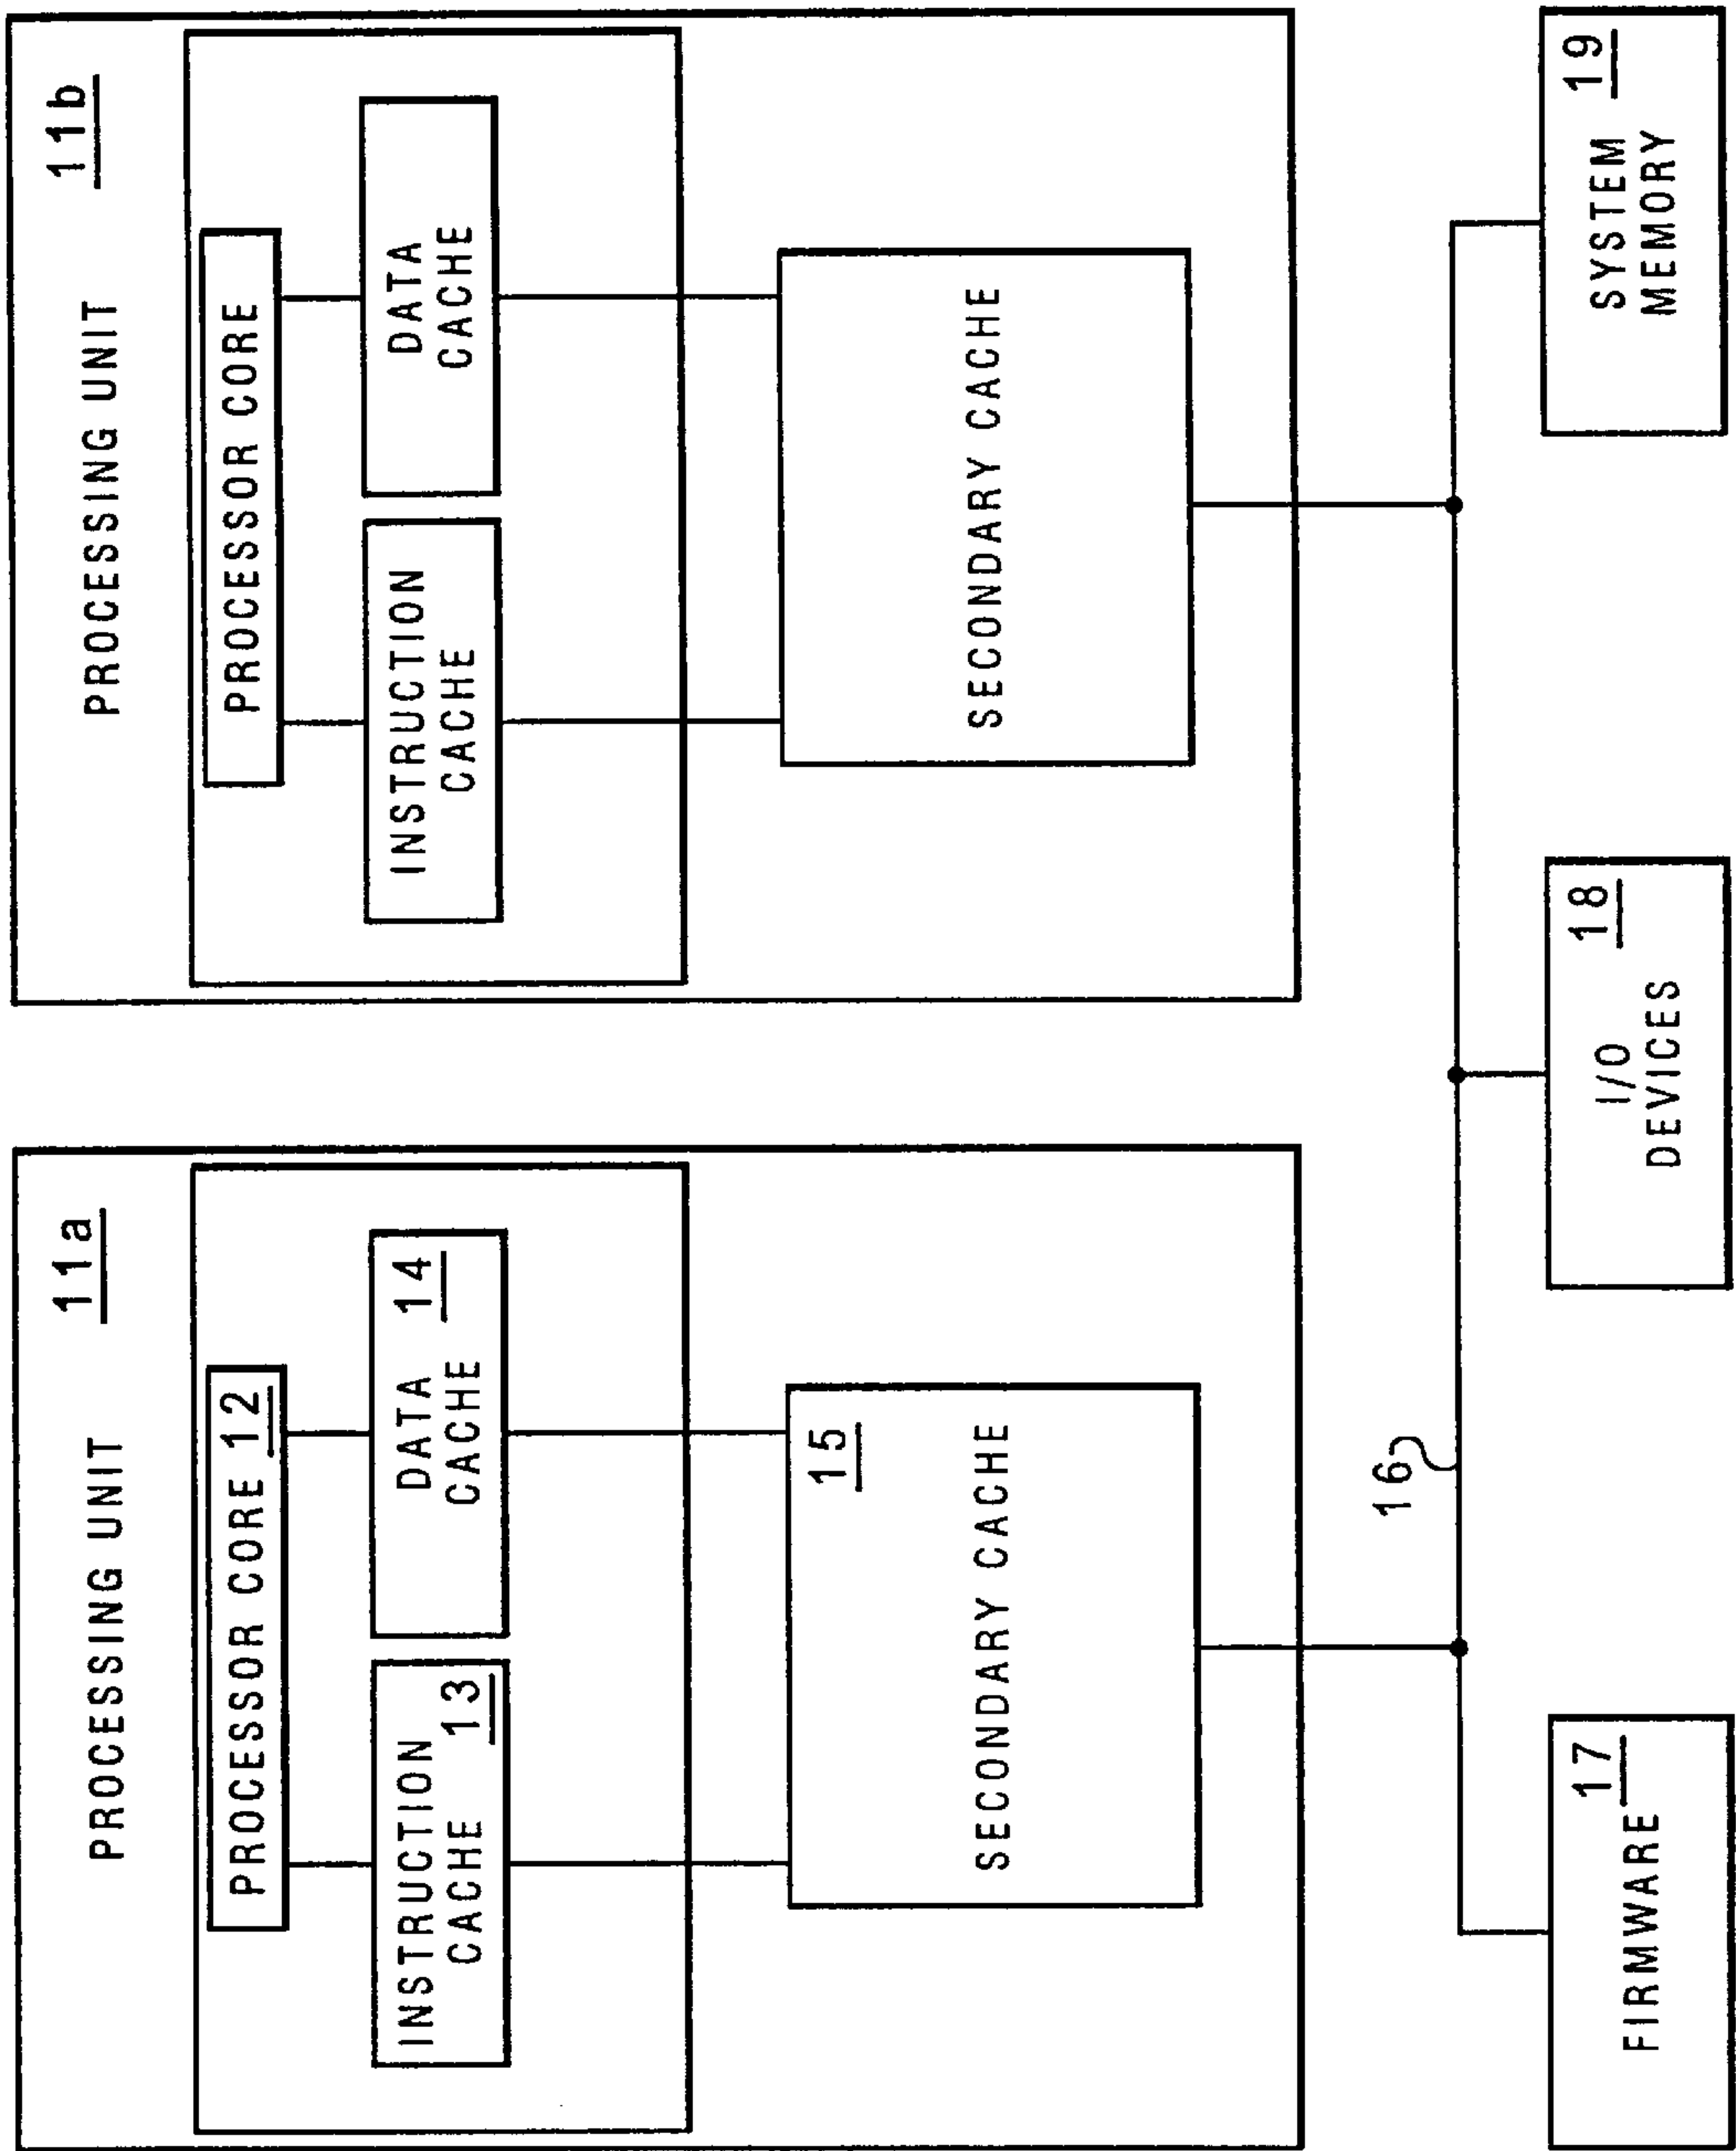 PROCESSING UNIT 11a
PROCESSOR CORE 12
INSTRUCTION
CACHE 13
DATA 14
CACHE
15
SECONDARY CACHE
PROCESSING UNIT 11b
PROCESSOR CORE
INSTRUCTION
CACHE
DATA
CACHE
SECONDARY CACHE
16
17
FIRMWARE
18
I/O
DEVICES
19
SYSTEM
MEMORY